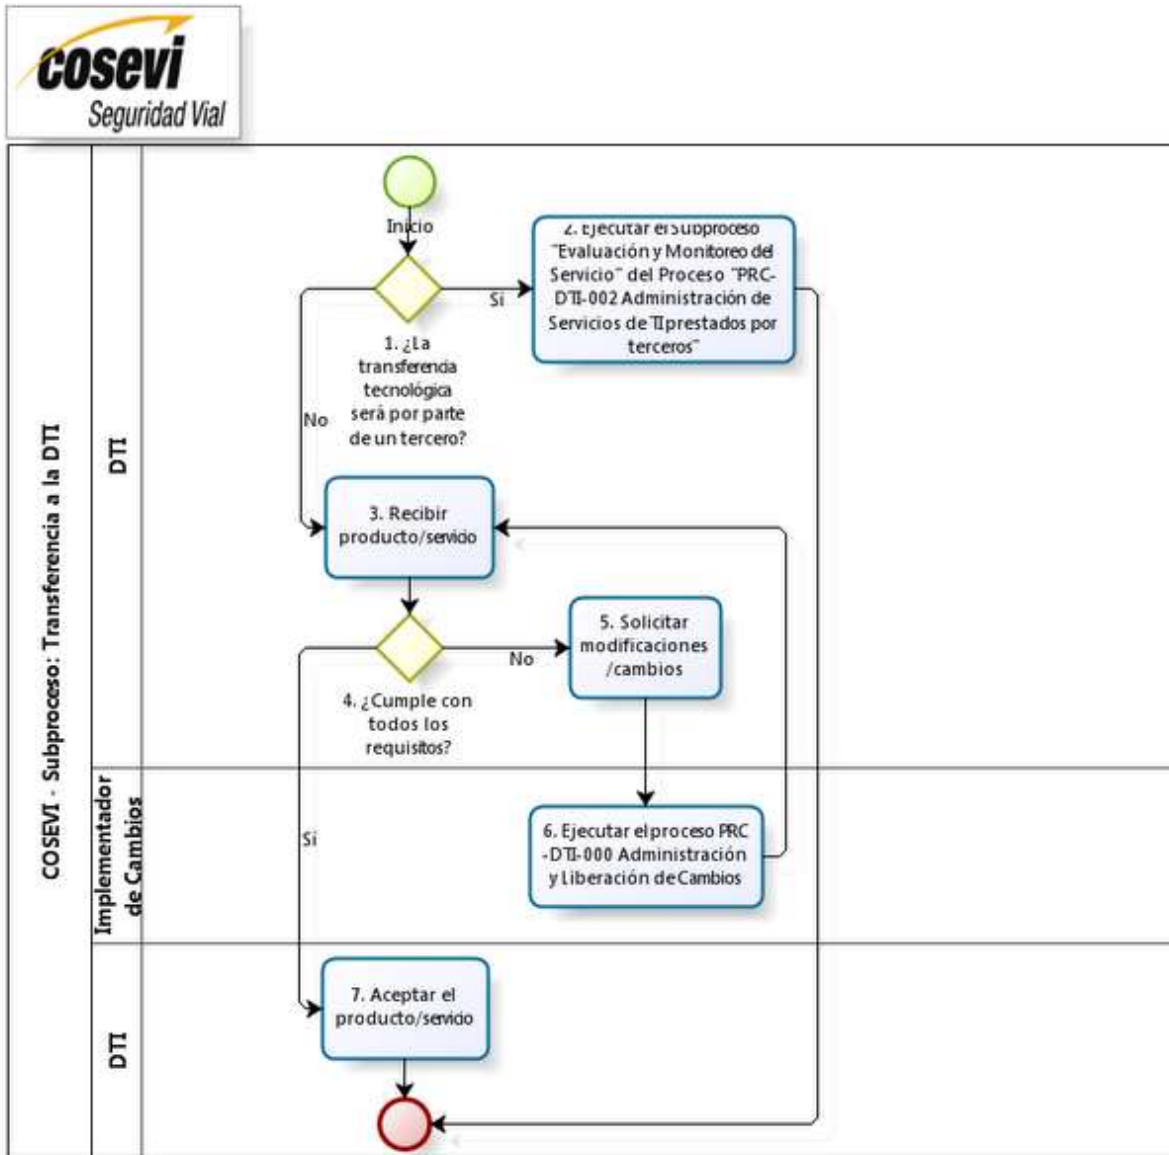 cosevi
Seguridad Vial
COSEVI - Subproceso: Transferencia a la DTI
DTI
Inicio
1. ¿La
transferencia
tecnológica
será por parte
de un tercero?
Si
2. Ejecutar el Subproceso
"Evaluación y Monitoreo del
Servicio" del Proceso "PRC-
DTI-002 Administración de
Servicios de TI prestados por
terceros"
No
3. Recibir
producto/servicio
4. ¿Cumple con
todos los
requisitos?
No
5. Solicitar
modificaciones
/cambios
Implementador
de Cambios
Si
6. Ejecutar el proceso PRC
-DTI-000 Administración
y Liberación de Cambios
DTI
7. Aceptar el
producto/servicio